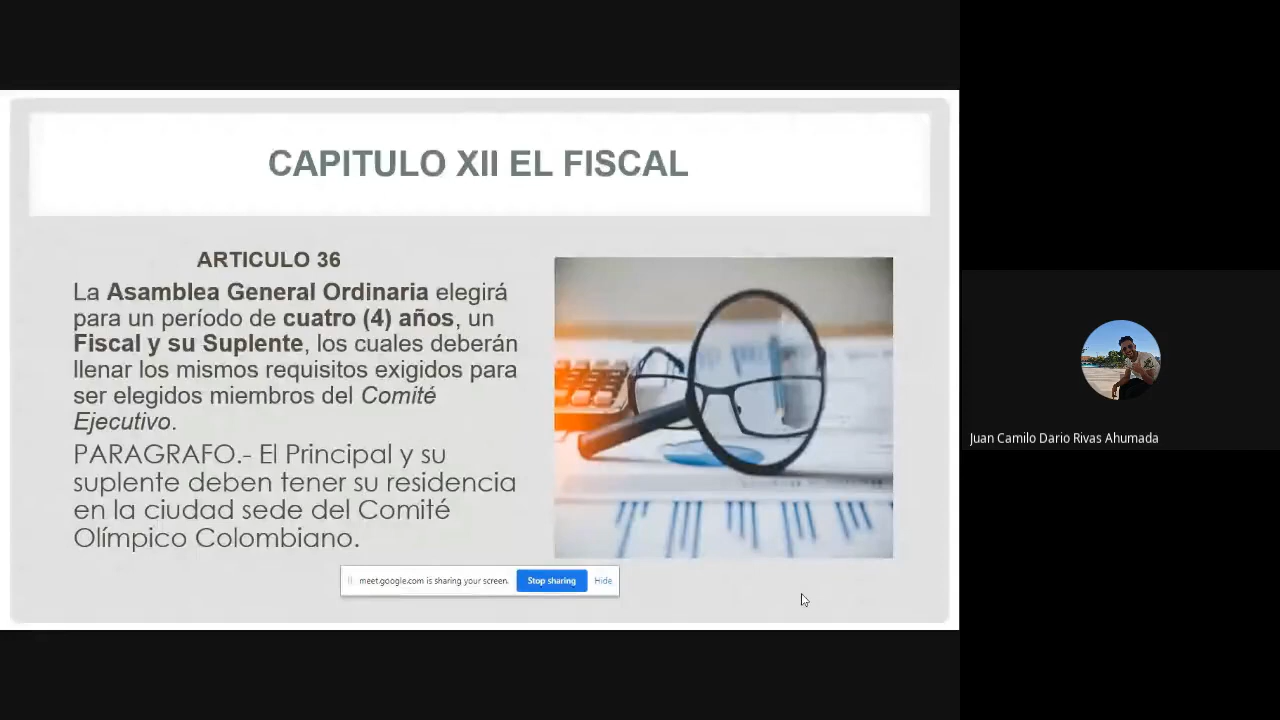 CAPITULO XII EL FISCAL
ARTICULO 36
La Asamblea General Ordinaria elegirá
para un período de cuatro (4) años, un
Fiscal y su Suplente, los cuales deberán
llenar los mismos requisitos exigidos para
ser elegidos miembros del Comité
Ejecutivo.
PARAGRAFO.- El Principal y su
suplente deben tener su residencia
en la ciudad sede del Comité
Olímpico Colombiano.
meet.google.com is sharing your screen.
Stop sharing
Hide
Juan Camilo Dario Rivas Ahumada